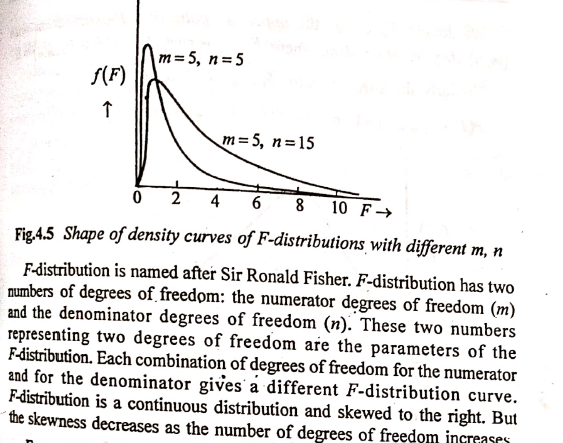 m = 5, n = 5
f(F)
↑
m = 5, n = 15
0 2 4 6 8 10 F →
Fig.4.5 Shape of density curves of F-distributions with different m, n
F-distribution is named after Sir Ronald Fisher. F-distribution has two
numbers of degrees of freedom: the numerator degrees of freedom (m)
and the denominator degrees of freedom (n). These two numbers
representing two degrees of freedom are the parameters of the
F-distribution. Each combination of degrees of freedom for the numerator
and for the denominator gives a different F-distribution curve.
F-distribution is a continuous distribution and skewed to the right. But
the skewness decreases as the number of degrees of freedom increases